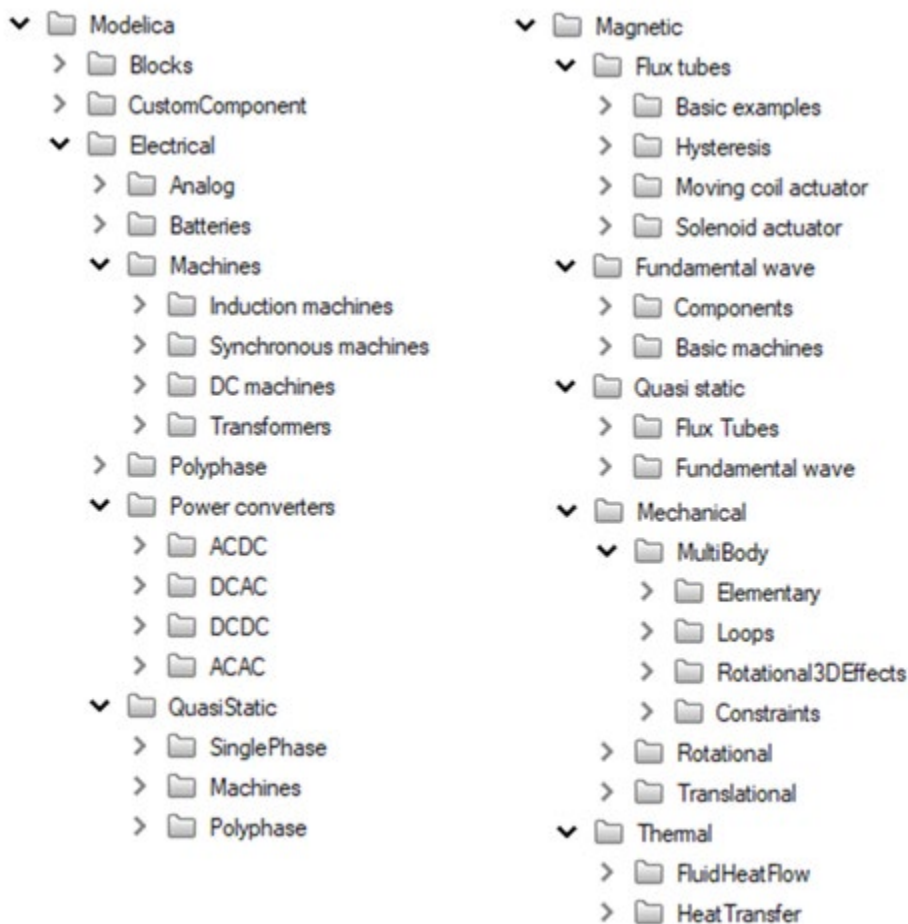 Modelica
Blocks
CustomComponent
Electrical
Analog
Batteries
Machines
Induction machines
Synchronous machines
DC machines
Transformers
Polyphase
Power converters
ACDC
DCAC
DCDC
ACAC
QuasiStatic
SinglePhase
Machines
Polyphase
Magnetic
Flux tubes
Basic examples
Hysteresis
Moving coil actuator
Solenoid actuator
Fundamental wave
Components
Basic machines
Quasi static
Flux Tubes
Fundamental wave
Mechanical
MultiBody
Elementary
Loops
Rotational3DEffects
Constraints
Rotational
Translational
Thermal
FluidHeatFlow
HeatTransfer